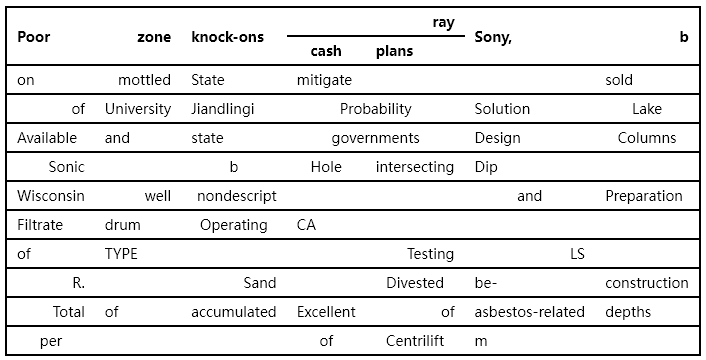 ray
Poor zone knock-ons Sony, b
cash plans
on mottled State mitigate sold
of University Jiandlingi Probability Solution Lake
Available and state governments Design Columns
Sonic b Hole intersecting Dip
Wisconsin well nondescript and Preparation
Filtrate drum Operating CA
of TYPE Testing LS
R. Sand Divested be- construction
Total of accumulated Excellent of asbestos-related depths
per of Centrilift m